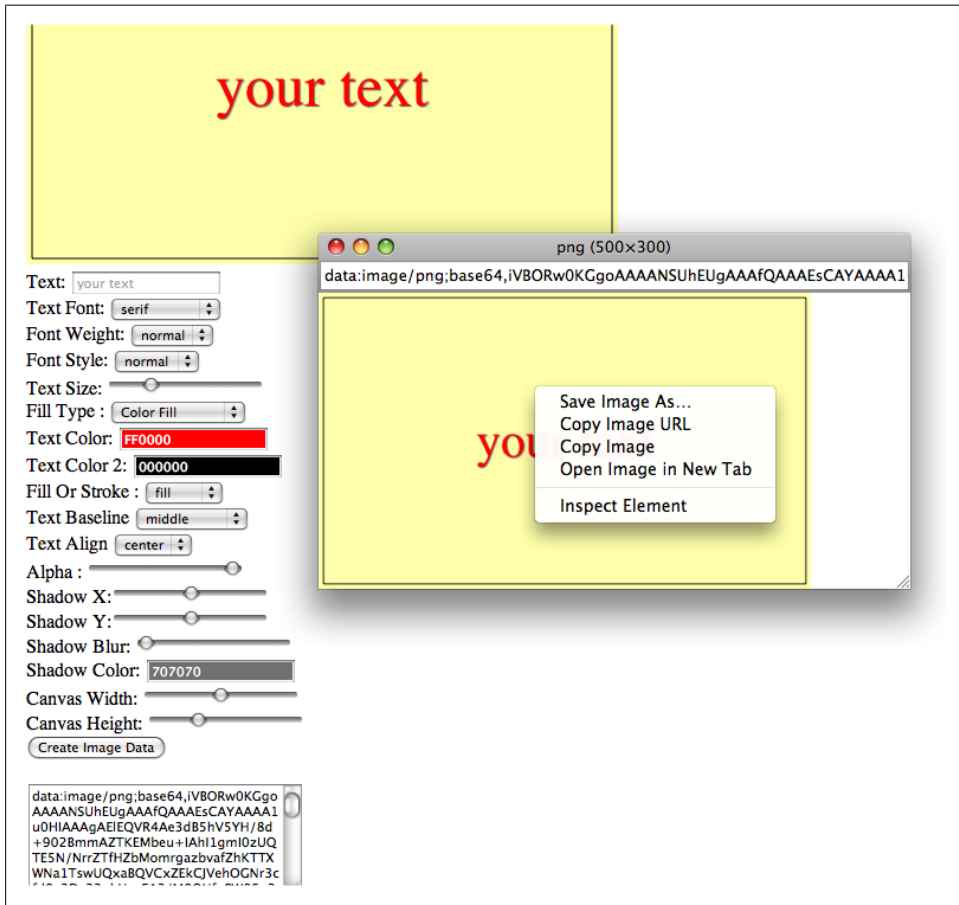 your text
png (500×300)
data:image/png;base64,iVBORw0KGgoAAAANSUhEUgAAAfQAAAEsCAYAAAA1
Text: your text
Text Font: serif
Font Weight: normal
Font Style: normal
Text Size:
Fill Type : Color Fill
Text Color: FF0000
Text Color 2: 000000
Fill Or Stroke : fill
Text Baseline middle
Text Align center
Alpha :
Shadow X:
Shadow Y:
Shadow Blur:
Shadow Color: 707070
Canvas Width:
Canvas Height:
Create Image Data
you
Save Image As...
Copy Image URL
Copy Image
Open Image in New Tab
Inspect Element
data:image/png;base64,iVBORw0KGgo
AAAANSUhEUgAAAfQAAAEsCAYAAAA1
u0HIAAAgAElEQVR4Ae3dB5hV5YH/8d
+902BmmAZTKEMbeu+IAhI1gmI0zUQ
TE5N/NrrZTfHZbMomrgazbvafZhKTTX
WNa1TswUQxaBQVCxZEkCJVehOGNr3c